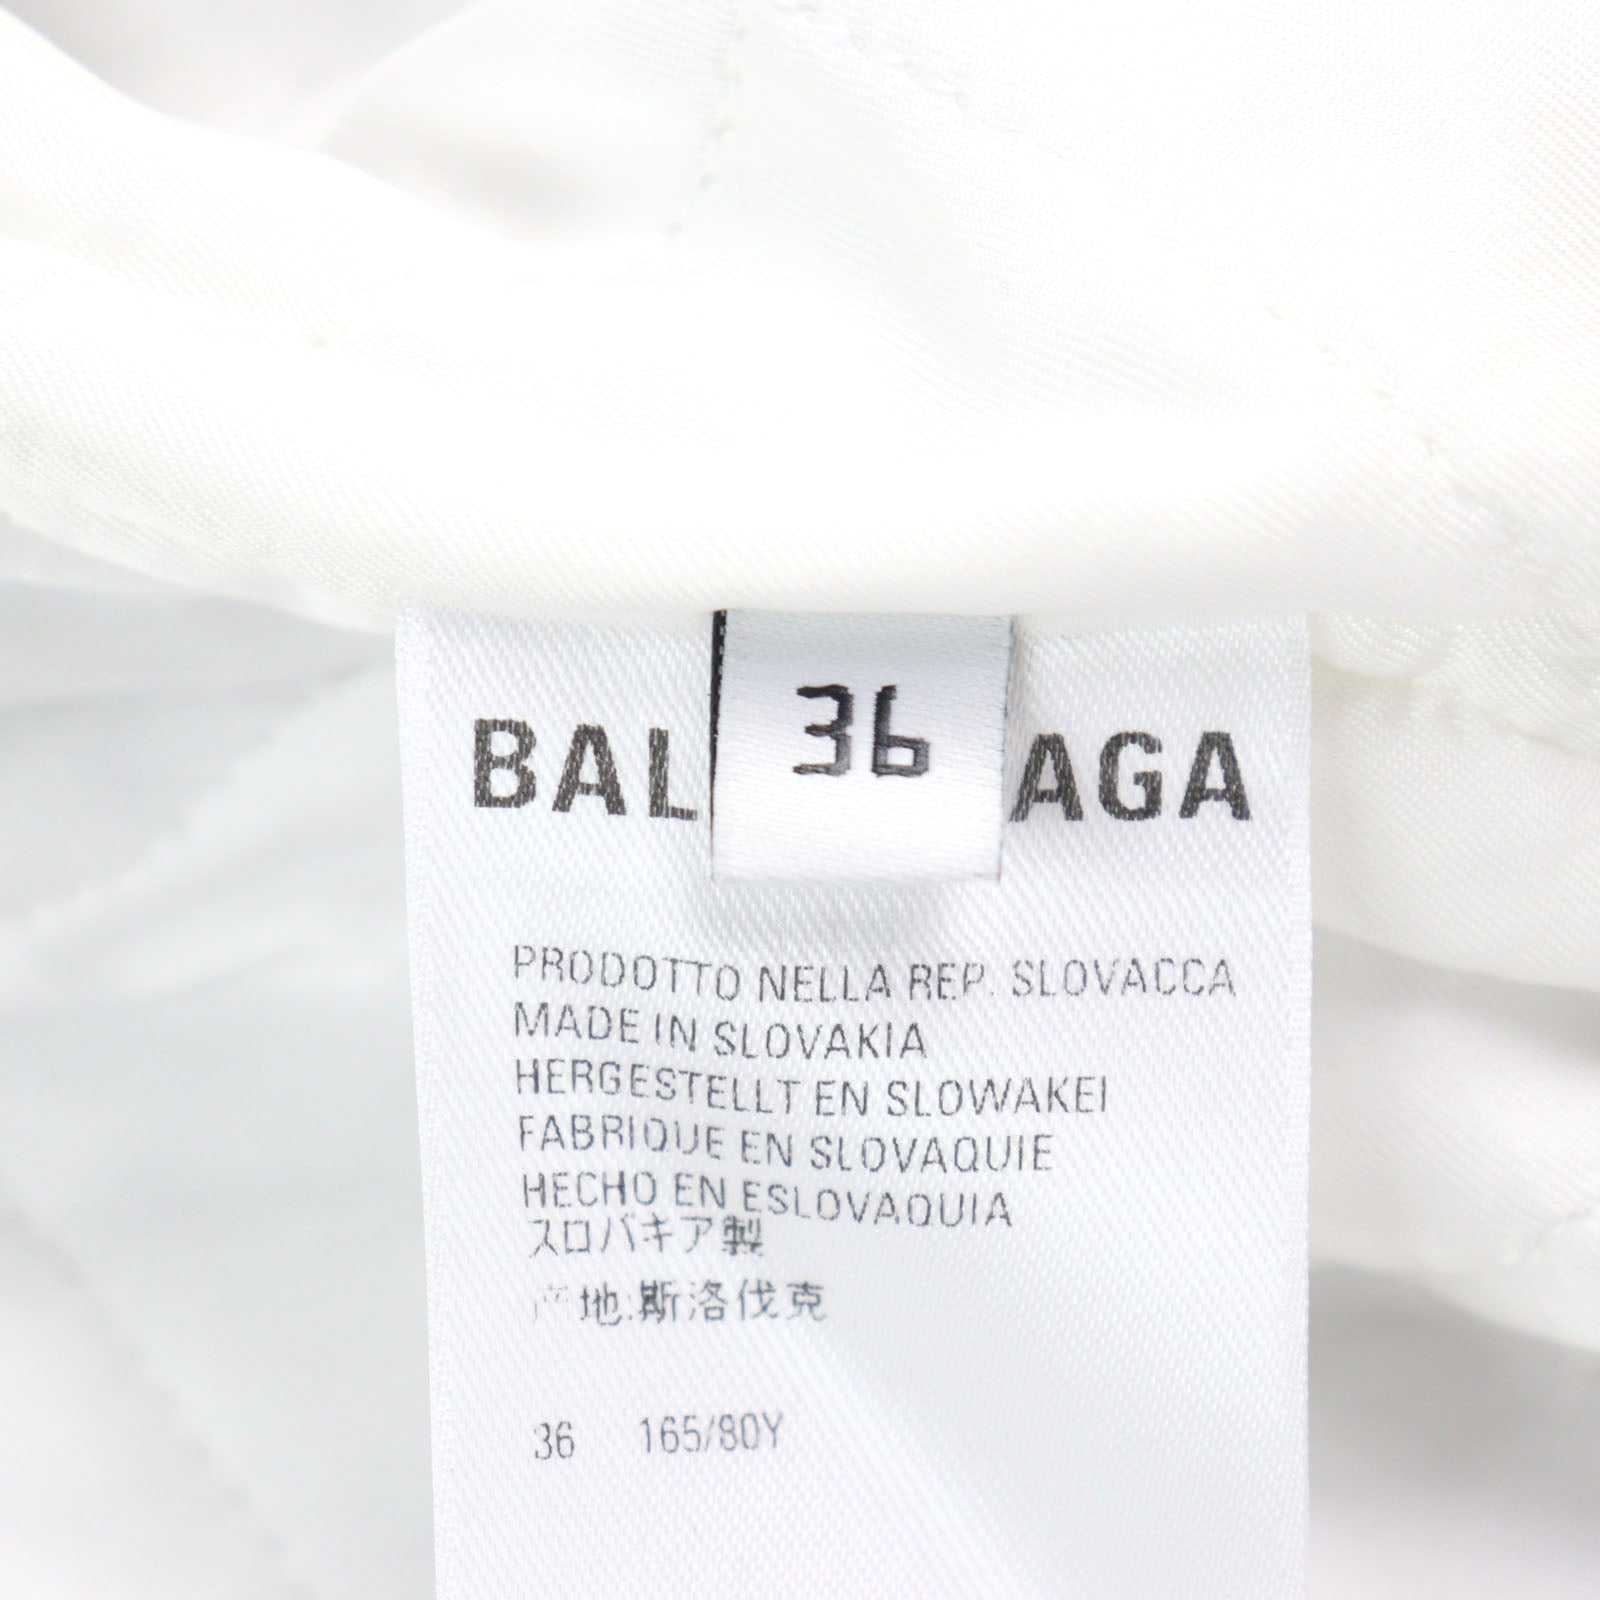 36
BAL AGA
PRODOTTO NELLA REP. SLOVACCA
MADE IN SLOVAKIA
HERGESTELLT EN SLOWAKEI
FABRIQUE EN SLOVAQUIE
HECHO EN ESLOVAQUIA
スロバキア製
产地:斯洛伐克
36 165/80Y